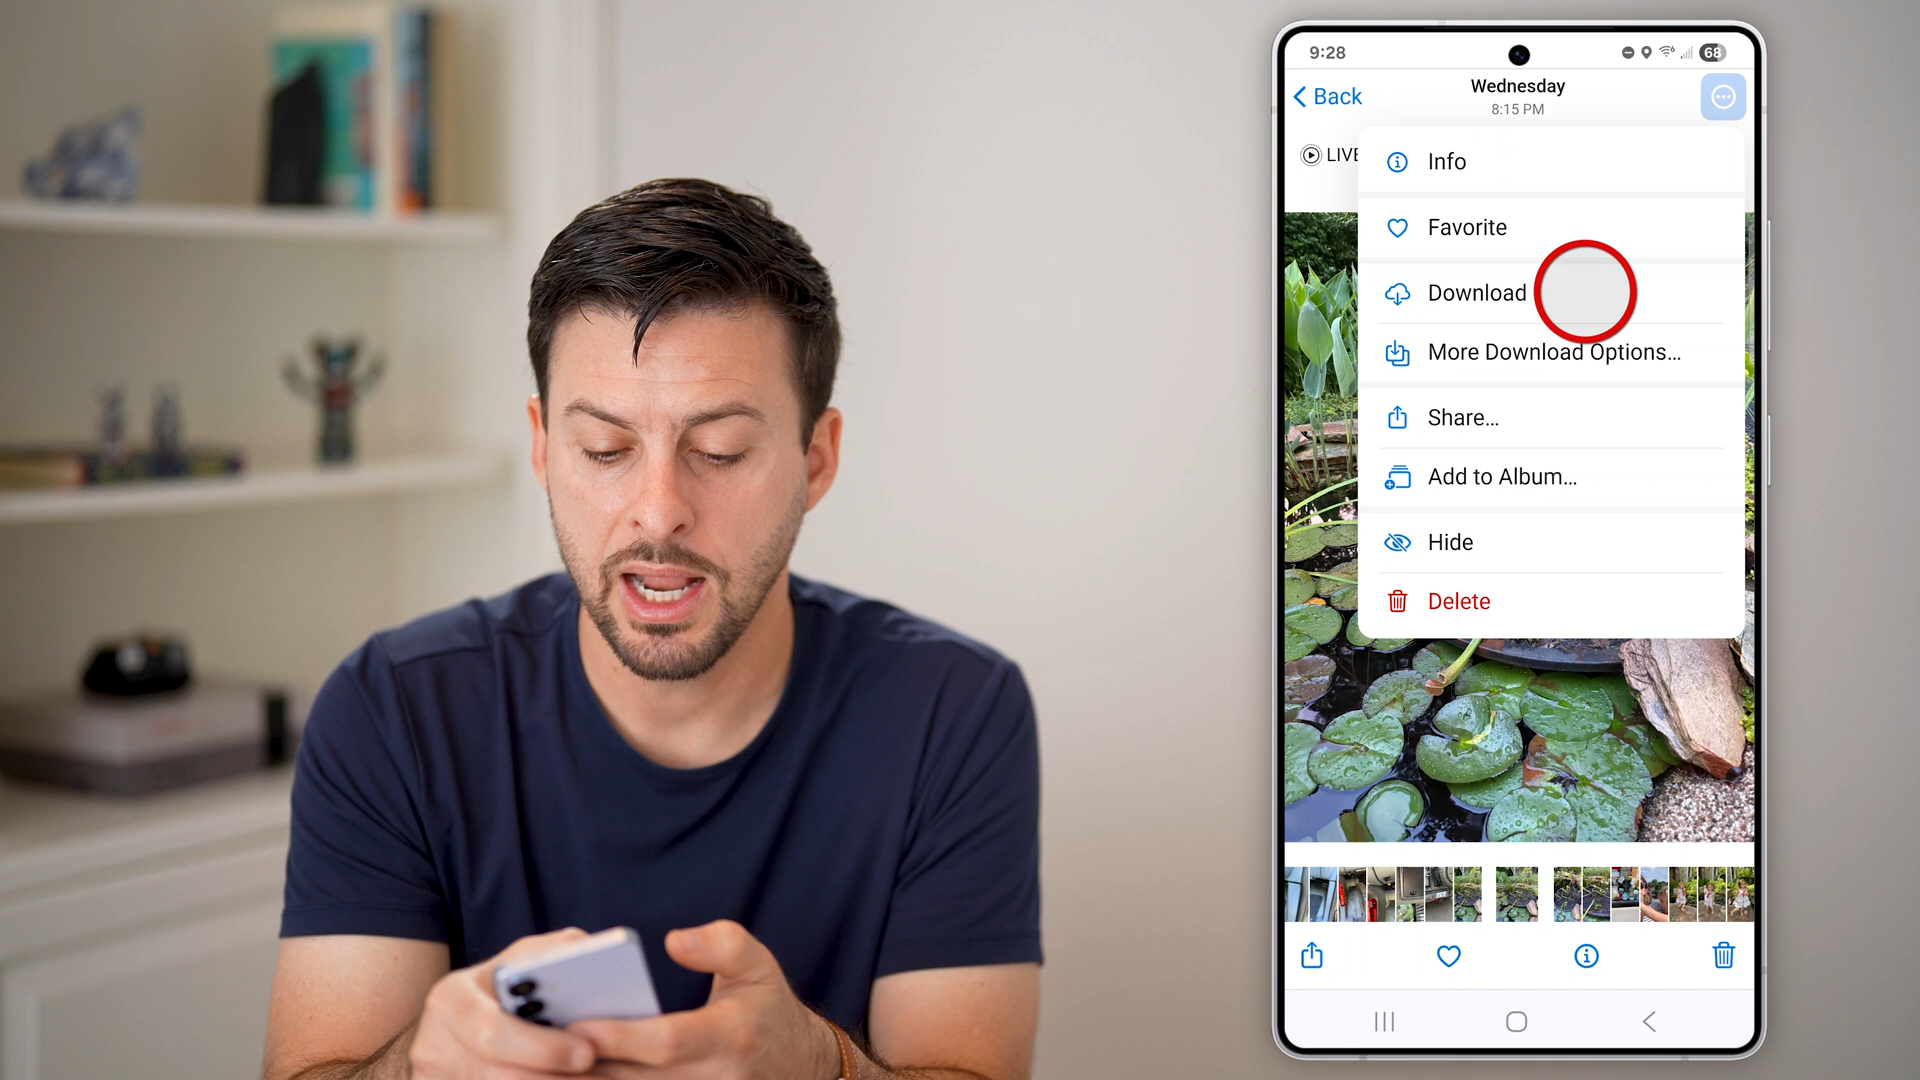 9:28
68
Back
Wednesday
8:15 PM
LIVE
Info
Favorite
Download
More Download Options...
Share...
Add to Album...
Hide
Delete